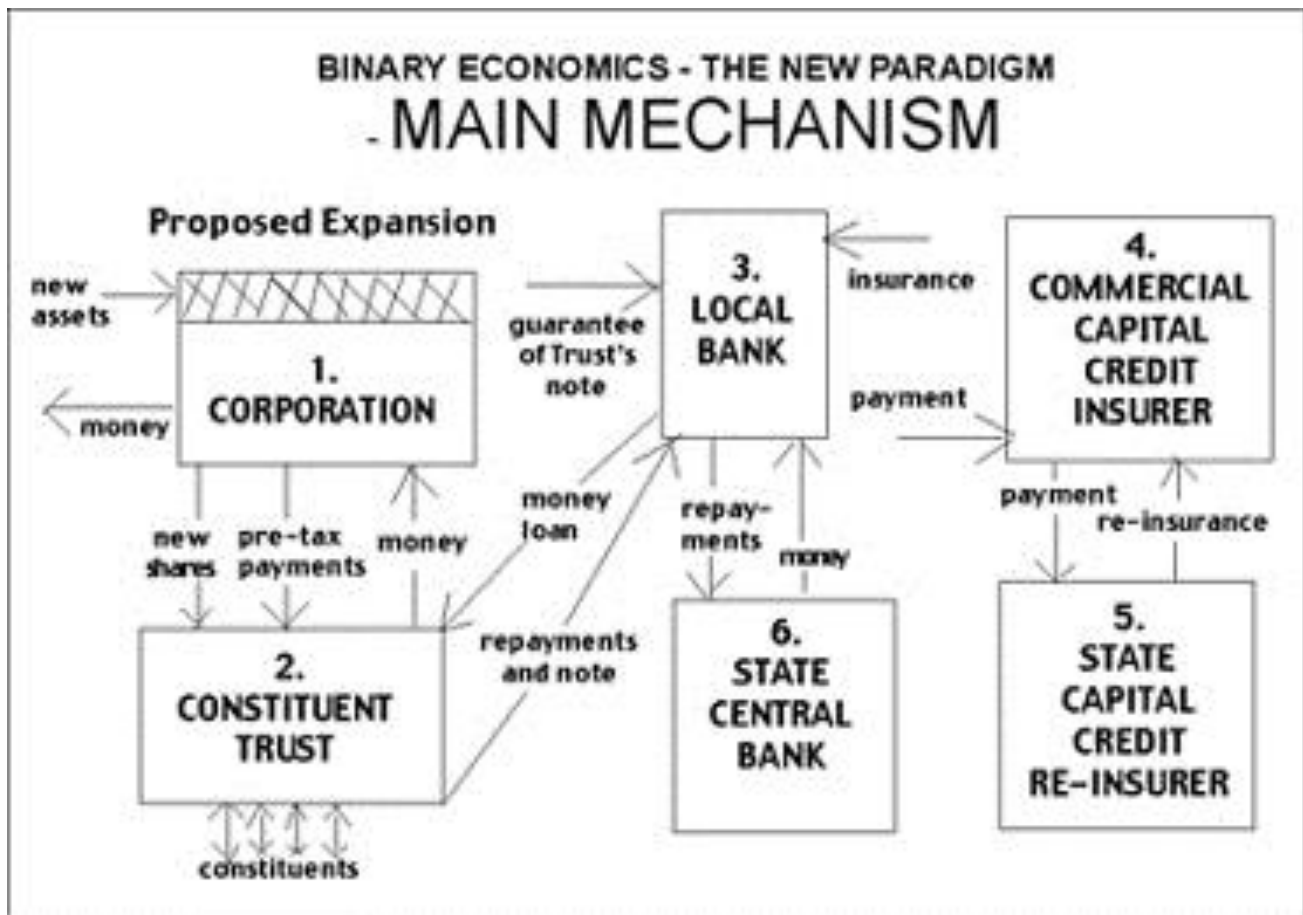 BINARY ECONOMICS - THE NEW PARADIGM
- MAIN MECHANISM
Proposed Expansion
new
assets
money
1.
CORPORATION
new
shares
pre-tax
payments
money
2.
CONSTITUENT
TRUST
constituents
guarantee
of Trust's
note
money
loan
repayments
and note
3.
LOCAL
BANK
insurance
payment
repay-
ments
money
4.
COMMERCIAL
CAPITAL
CREDIT
INSURER
payment
re-insurance
6.
STATE
CENTRAL
BANK
5.
STATE
CAPITAL
CREDIT
RE-INSURER